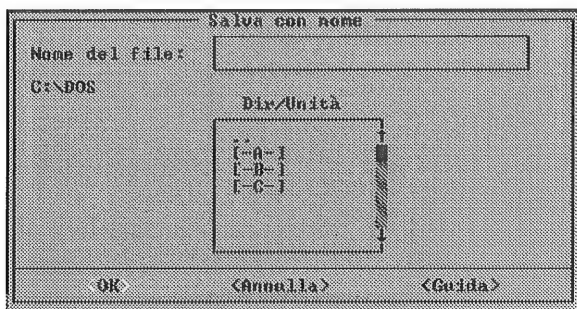 Salva con nome
Nome del file:
C:\DOS
Dir/Unità
..
[-A-]
[-B-]
[-C-]
<OK> <Annulla> <Guida>